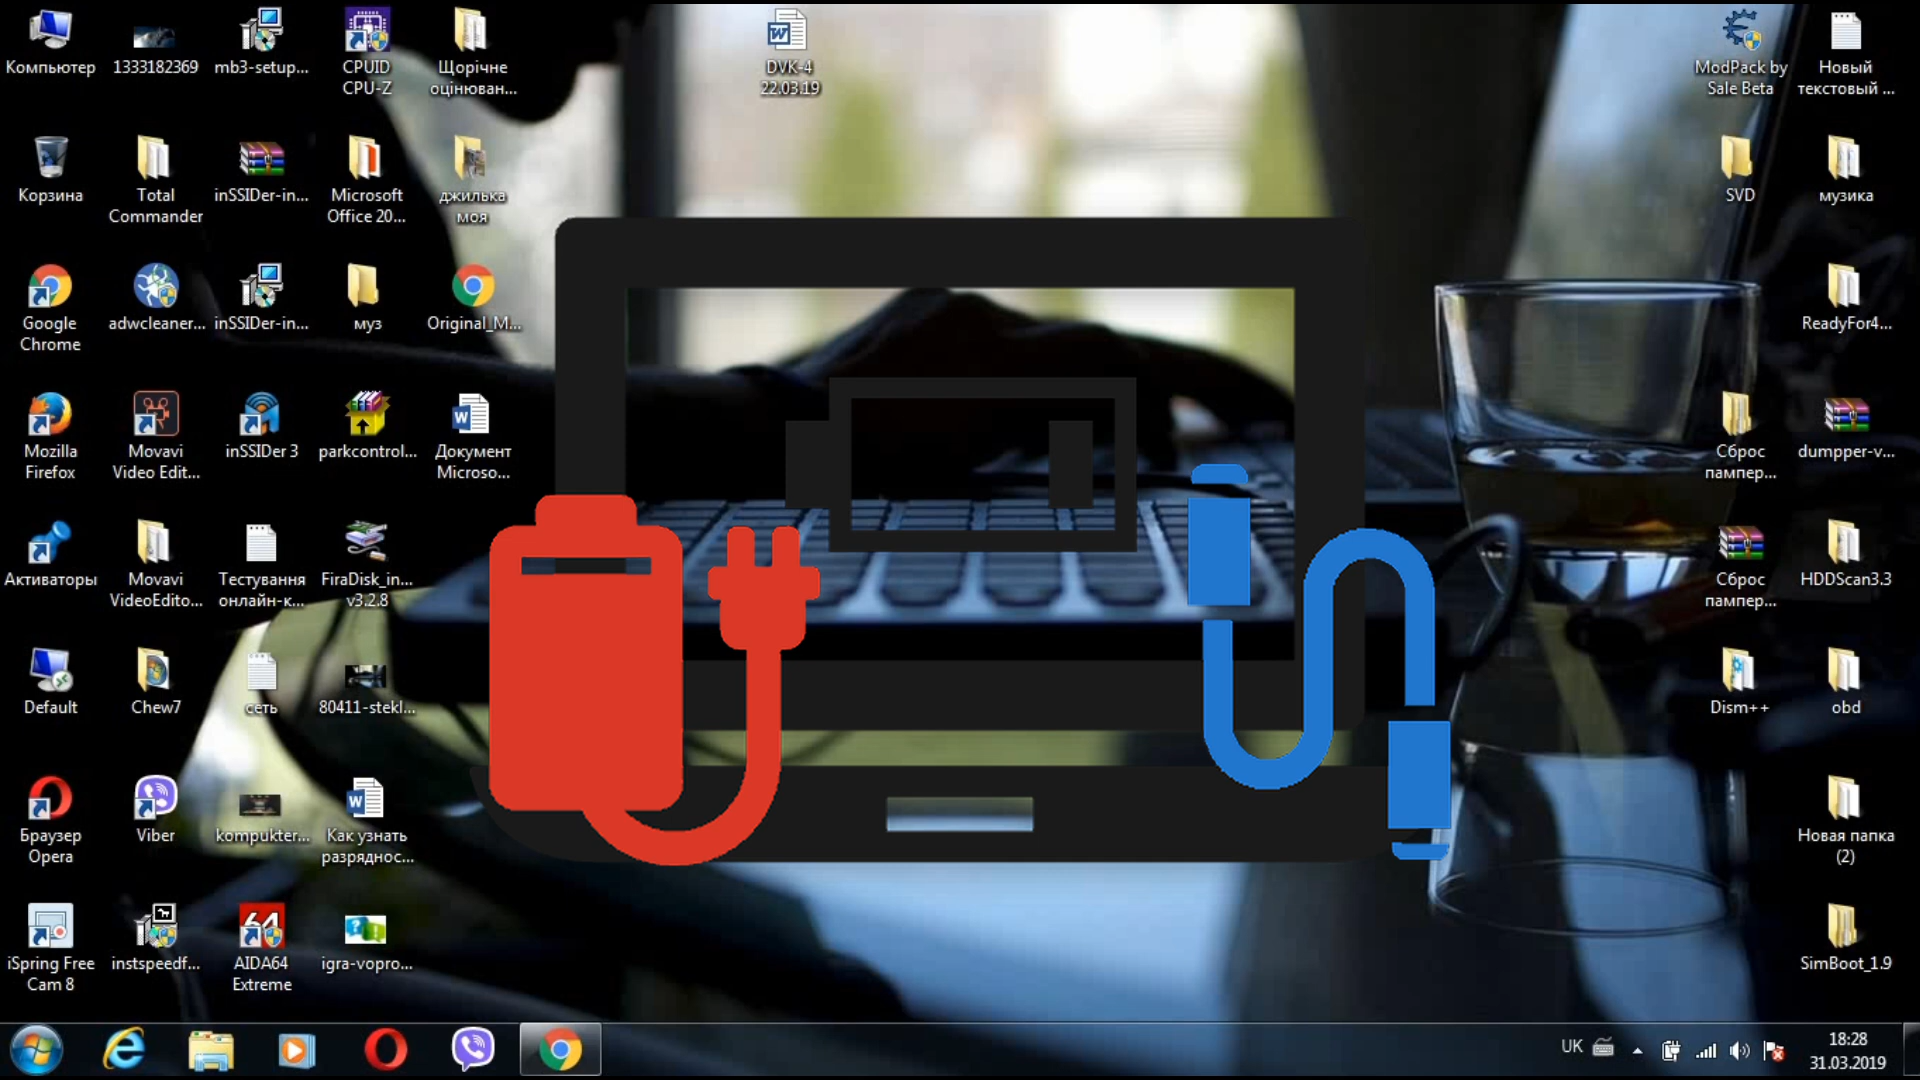 Компьютер
1333182369
mb3-setup...
CPUID
CPU-Z
Щорічне
оцінюван...
DVK-4
22.03.19
ModPack by
Sale Beta
Новый
текстовый ...
Корзина
Total
Commander
inSSIDer-in...
Microsoft
Office 20...
джилька
моя
SVD
музика
Google
Chrome
adwcleaner...
inSSIDer-in...
муз
Original_M...
ReadyFor4...
Mozilla
Firefox
Movavi
Video Edit...
inSSIDer 3
parkcontrol...
Документ
Microso...
Сброс
пампер...
dumpper-v...
Активаторы
Movavi
VideoEdito...
Тестування
онлайн-к...
FiraDisk_in...
v3.2.8
Сброс
пампер...
HDDScan3.3
Default
Chew7
сеть
80411-stekl...
Dism++
obd
Браузер
Opera
Viber
kompukter...
Как узнать
разряднос...
Новая папка
(2)
iSpring Free
Cam 8
instspeedf...
64
AIDA64
Extreme
igra-vopro...
SimBoot_1.9
UK
18:28
31.03.2019